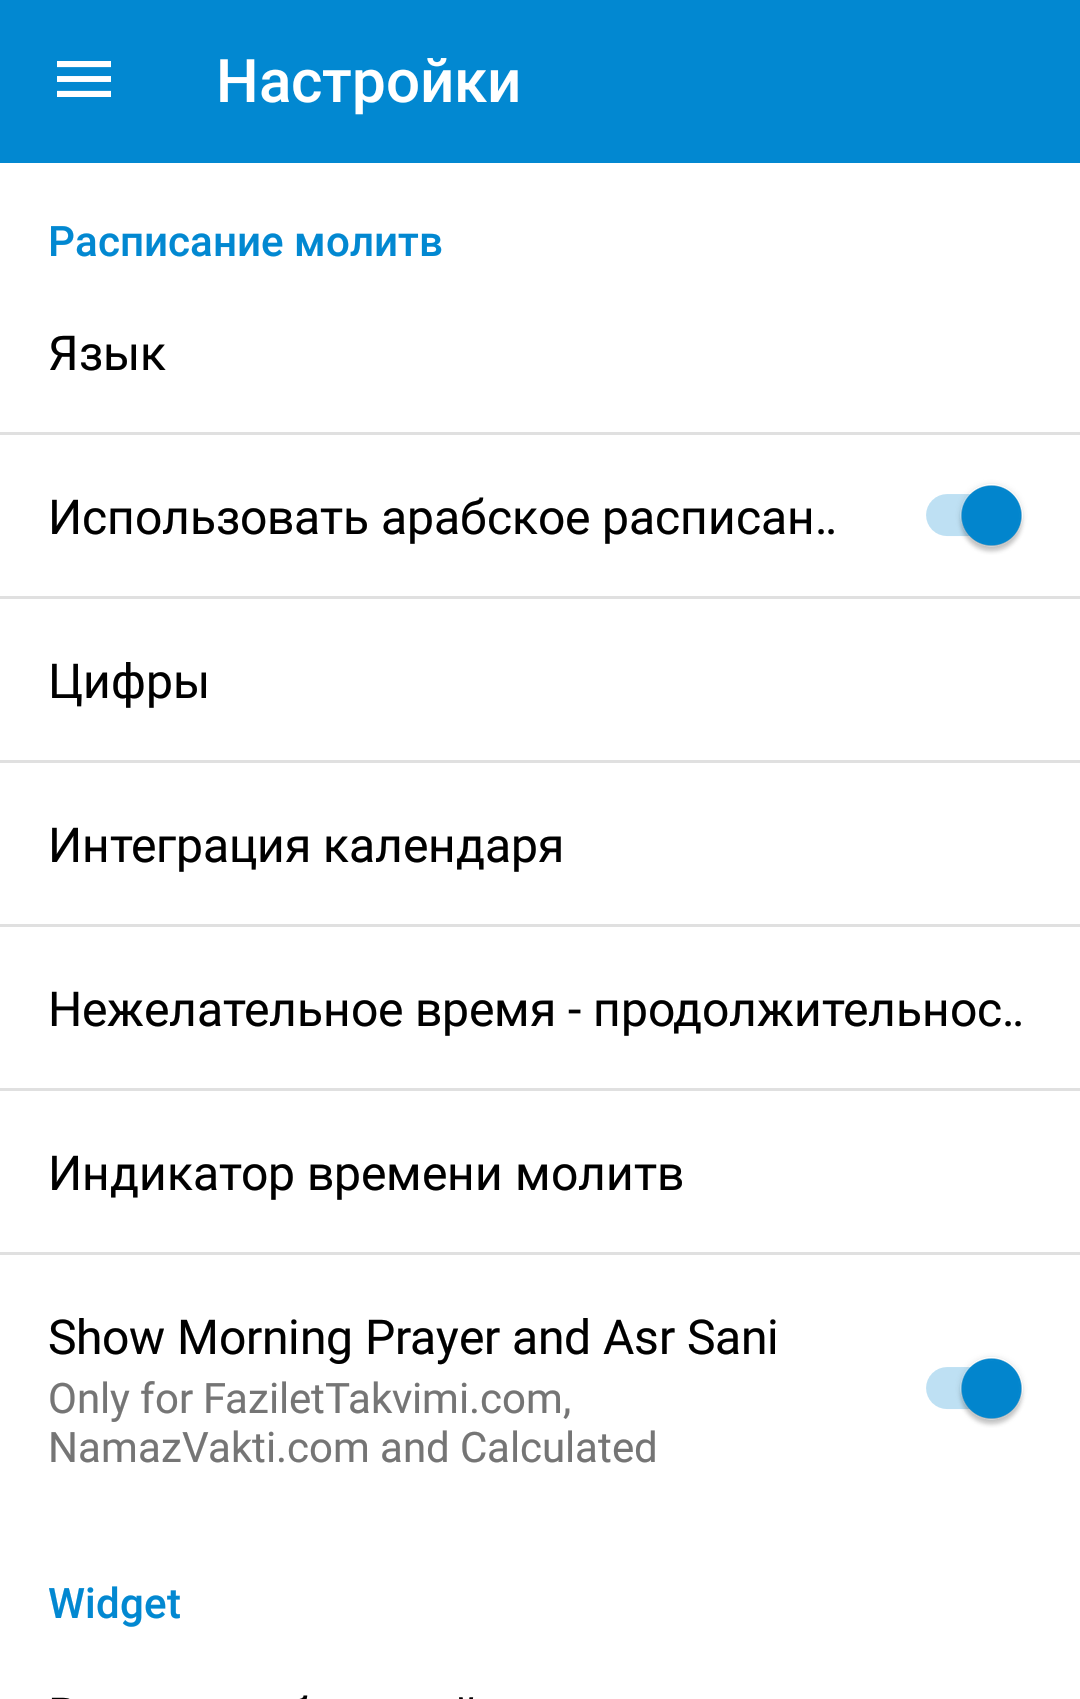 Настройки
Расписание молитв
Язык
Использовать арабское расписан..
Цифры
Интеграция календаря
Нежелательное время - продолжительнос..
Индикатор времени молитв
Show Morning Prayer and Asr Sani
Only for FaziletTakvimi.com,
NamazVakti.com and Calculated
Widget